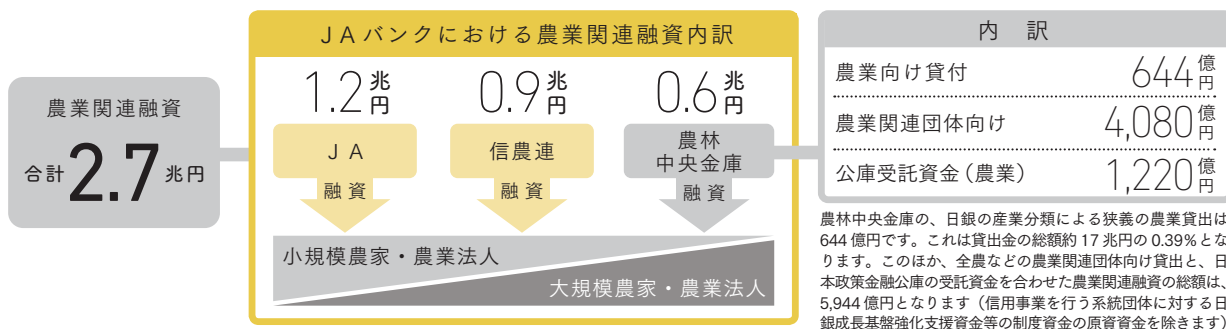 農業関連融資
合計2.7兆円
JAバンクにおける農業関連融資内訳
1.2兆円
0.9兆円
0.6兆円
JA
信農連
農林
中央金庫
融資
融資
融資
小規模農家・農業法人
大規模農家・農業法人
内訳
農業向け貸付 644億円
農業関連団体向け 4,080億円
公庫受託資金（農業） 1,220億円
農林中央金庫の、日銀の産業分類による狭義の農業貸出は
644億円です。これは貸出金の総額約17兆円の0.39%とな
ります。このほか、全農などの農業関連団体向け貸出と、日
本政策金融公庫の受託資金を合わせた農業関連融資の総額は、
5,944億円となります（信用事業を行う系統団体に対する日
銀成長基盤強化支援資金等の制度資金の原資資金を除きます）